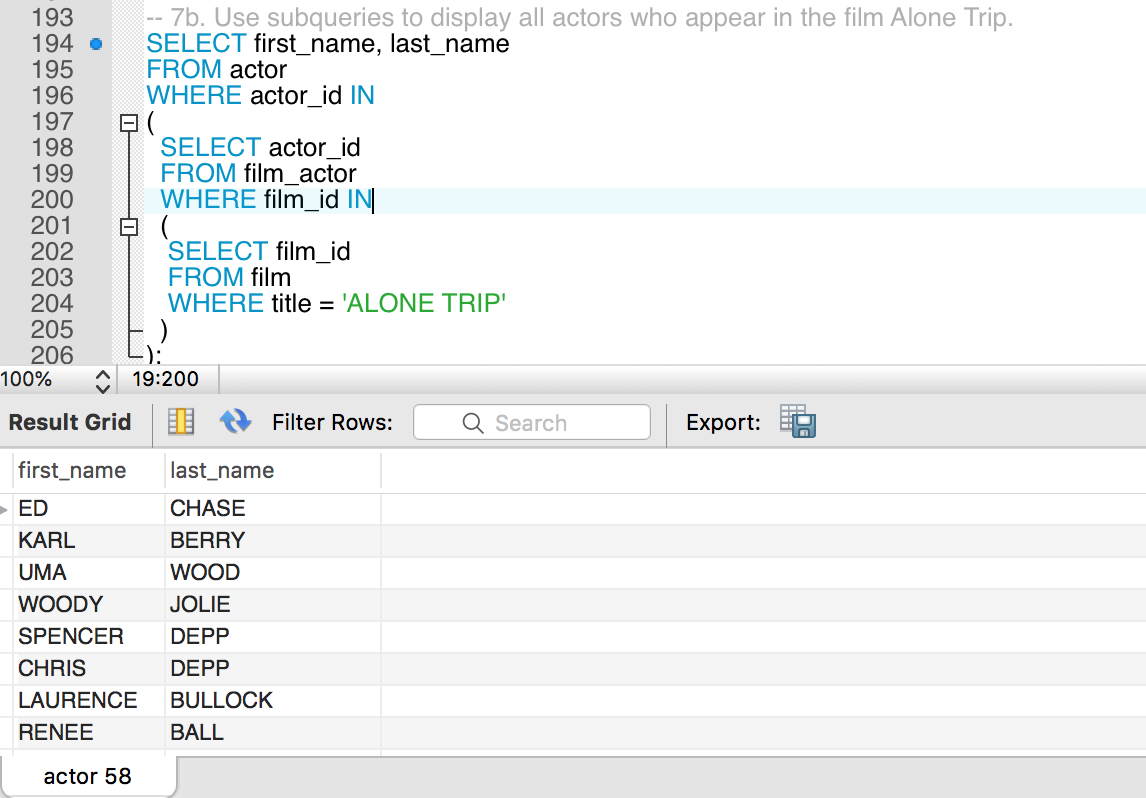 193 -- 7b. Use subqueries to display all actors who appear in the film Alone Trip.
194 SELECT first_name, last_name
195 FROM actor
196 WHERE actor_id IN
197 (
198 SELECT actor_id
199 FROM film_actor
200 WHERE film_id IN
201 (
202 SELECT film_id
203 FROM film
204 WHERE title = 'ALONE TRIP'
205 )
206 );
100% 19:200
Result Grid Filter Rows: Search Export:
first_name last_name
ED CHASE
KARL BERRY
UMA WOOD
WOODY JOLIE
SPENCER DEPP
CHRIS DEPP
LAURENCE BULLOCK
RENEE BALL
actor 58